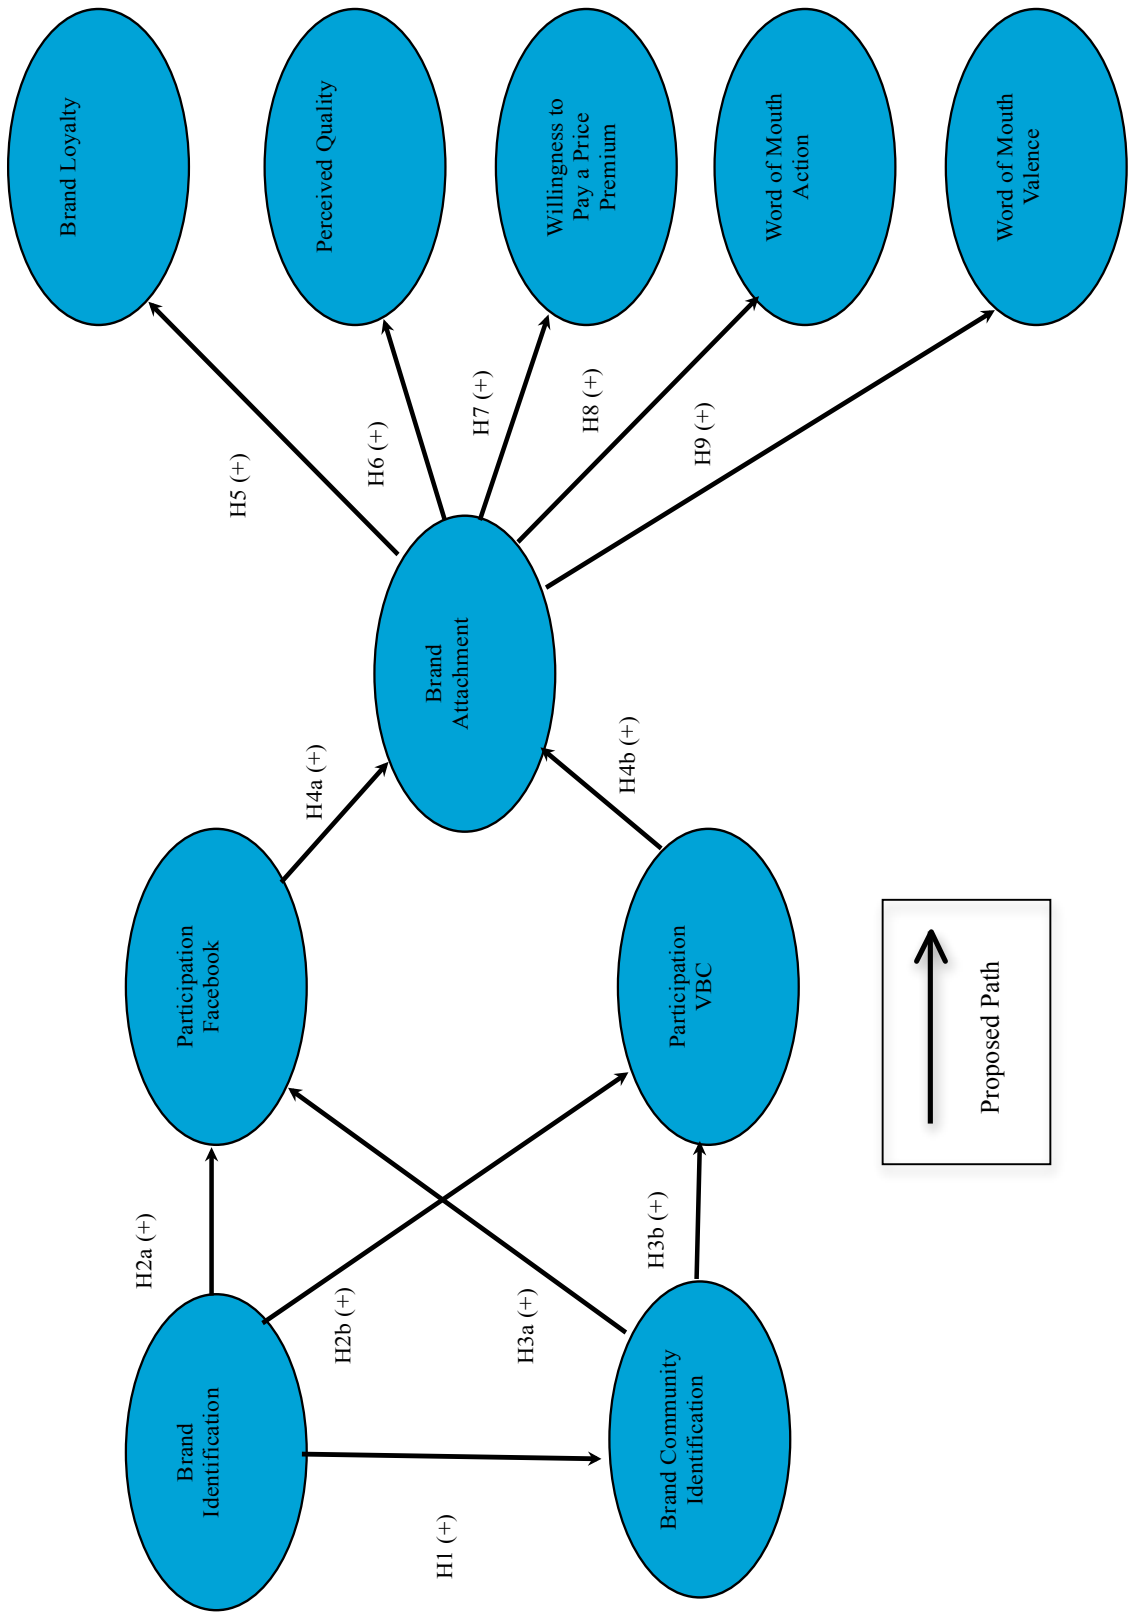 Brand
Identification
H1 (+)
Brand Community
Identification
H2a (+)
H2b (+)
H3a (+)
H3b (+)
Participation
Facebook
Participation
VBC
H4a (+)
H4b (+)
Brand
Attachment
H5 (+)
H6 (+)
H7 (+)
H8 (+)
H9 (+)
Brand Loyalty
Perceived Quality
Willingness to
Pay a Price
Premium
Word of Mouth
Action
Word of Mouth
Valence
Proposed Path